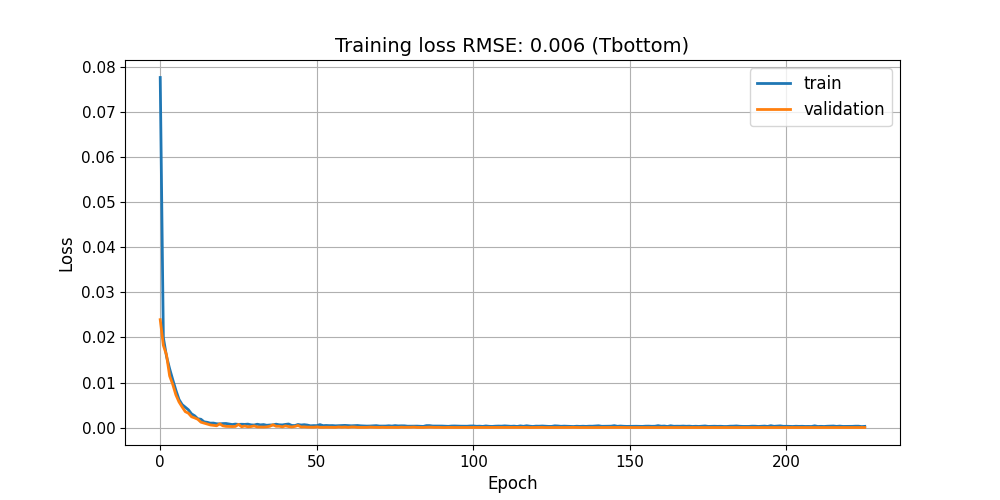 Training loss RMSE: 0.006 (Tbottom)
0.08
0.07
0.06
0.05
0.04
0.03
0.02
0.01
0.00
Loss
train
validation
0 50 100 150 200
Epoch